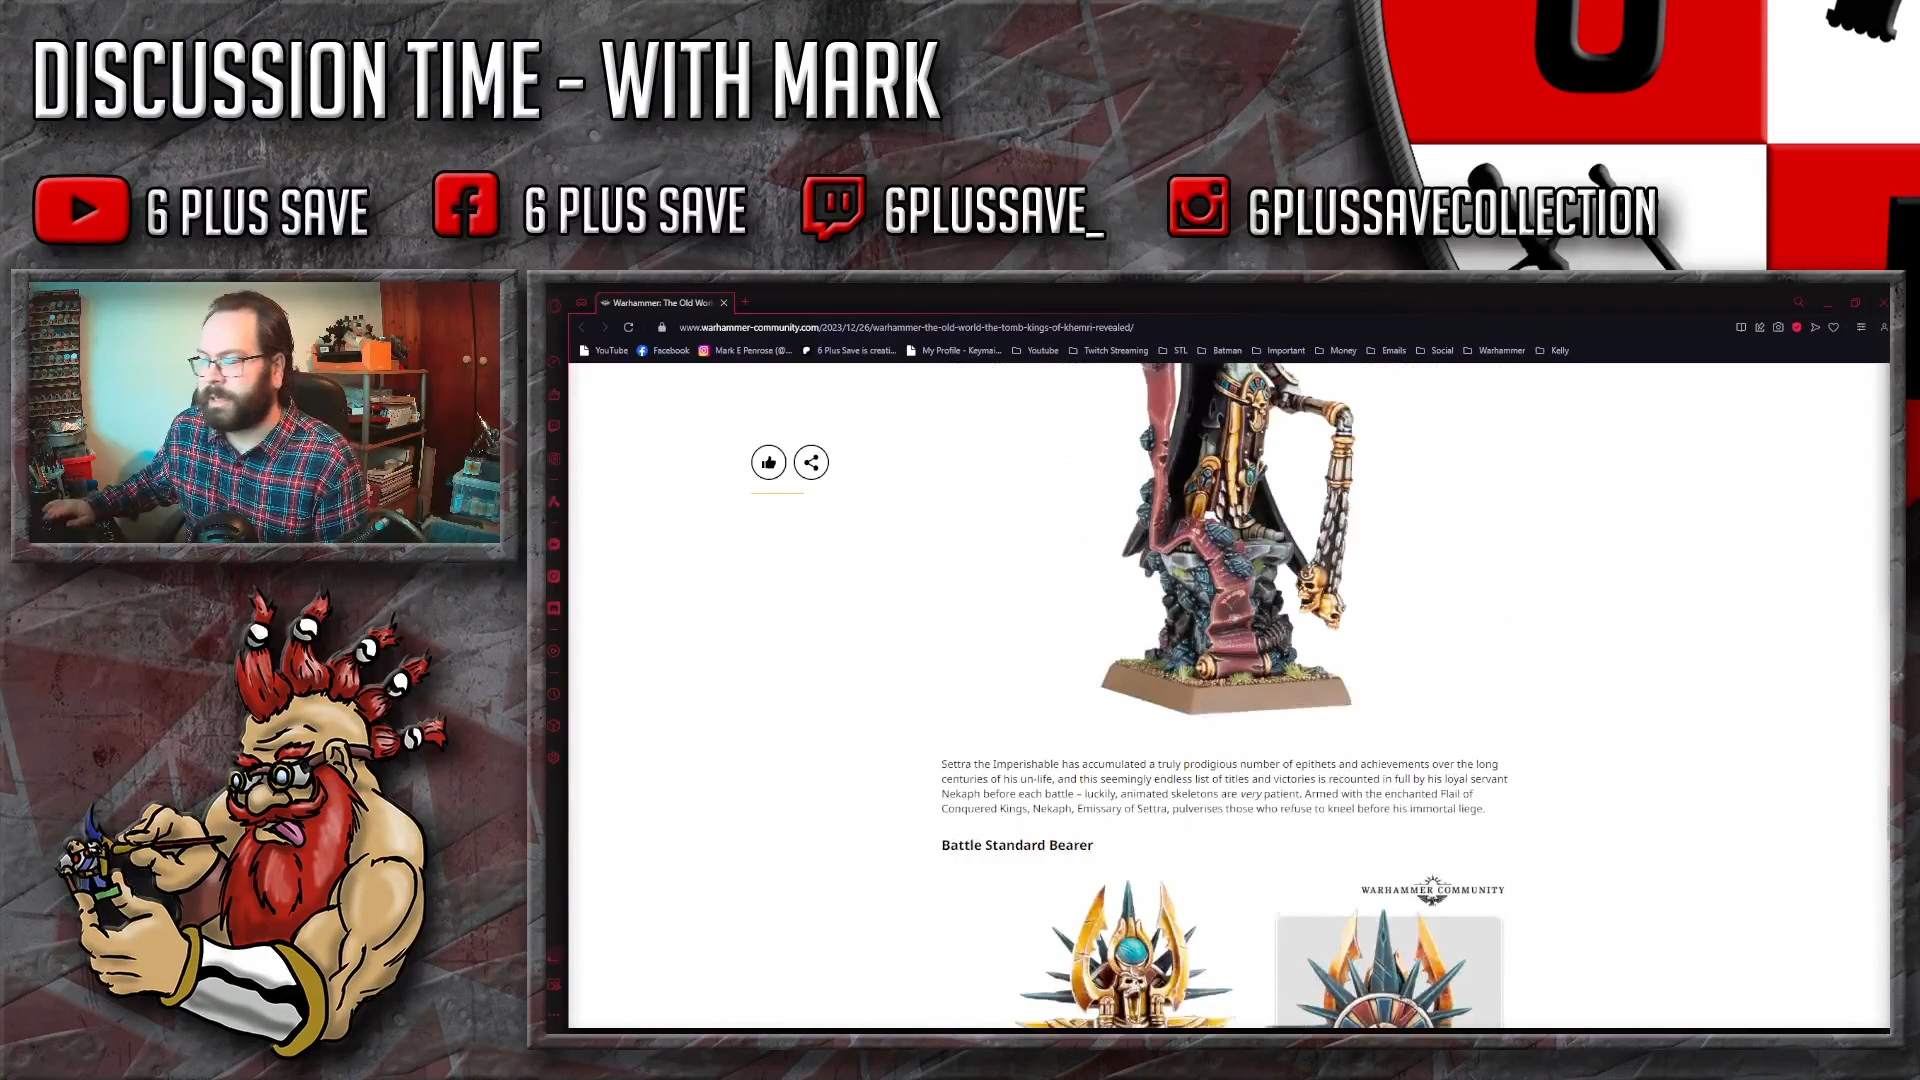 DISCUSSION TIME - WITH MARK
6 PLUS SAVE
6 PLUS SAVE
6PLUSSAVE_
6PLUSSAVECOLLECTION
Warhammer: The Old Wor
www.warhammer-community.com/2023/12/26/warhammer-the-old-world-the-tomb-kings-of-khemri-revealed/
YouTube Facebook Mark E Penrose (@... 6 Plus Save is creati... My Profile - Keymai... Youtube Twitch Streaming STL Batman Important Money Emails Social Warhammer Kelly
Settra the Imperishable has accumulated a truly prodigious number of epithets and achievements over the long
centuries of his un-life, and this seemingly endless list of titles and victories is recounted in full by his loyal servant
Nekaph before each battle – luckily, animated skeletons are very patient. Armed with the enchanted Flail of
Conquered Kings, Nekaph, Emissary of Settra, pulverises those who refuse to kneel before his immortal liege.
Battle Standard Bearer
WARHAMMER COMMUNITY